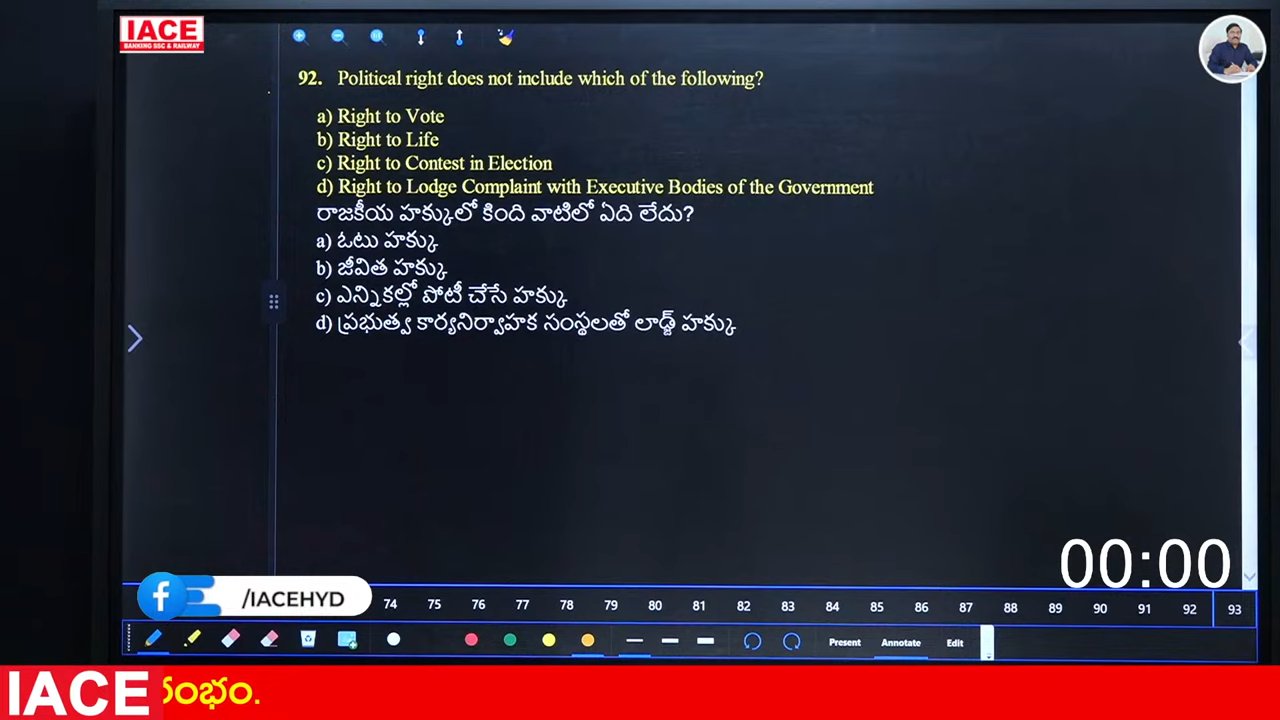 IACE
BANKING SSC & RAILWAY
92. Political right does not include which of the following?
a) Right to Vote
b) Right to Life
c) Right to Contest in Election
d) Right to Lodge Complaint with Executive Bodies of the Government
రాజకీయ హక్కులో కింది వాటిలో ఏది లేదు?
a) ఓటు హక్కు
b) జీవిత హక్కు
c) ఎన్నికల్లో పోటీ చేసే హక్కు
d) ప్రభుత్వ కార్యనిర్వాహక సంస్థలతో లాడ్జ్ హక్కు
00:00
f /IACEHYD 74 75 76 77 78 79 80 81 82 83 84 85 86 87 88 89 90 91 92 93
Present Annotate Edit
IACE రంభం.